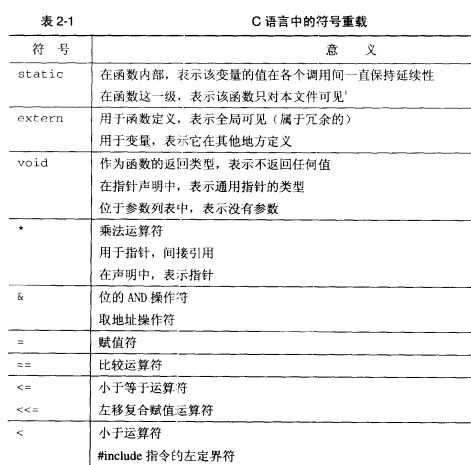 表 2-1 C 语言中的符号重载
符 号 意 义
static 在函数内部，表示该变量的值在各个调用间一直保持延续性
在函数这一级，表示该函数只对本文件可见¹
extern 用于函数定义，表示全局可见（属于冗余的）
用于变量，表示它在其他地方定义
void 作为函数的返回类型，表示不返回任何值
在指针声明中，表示通用指针的类型
位于参数列表中，表示没有参数
* 乘法运算符
用于指针，间接引用
在声明中，表示指针
& 位的 AND 操作符
取地址操作符
= 赋值符
== 比较运算符
<= 小于等于运算符
<<= 左移复合赋值运算符
< 小于运算符
#include 指令的左定界符